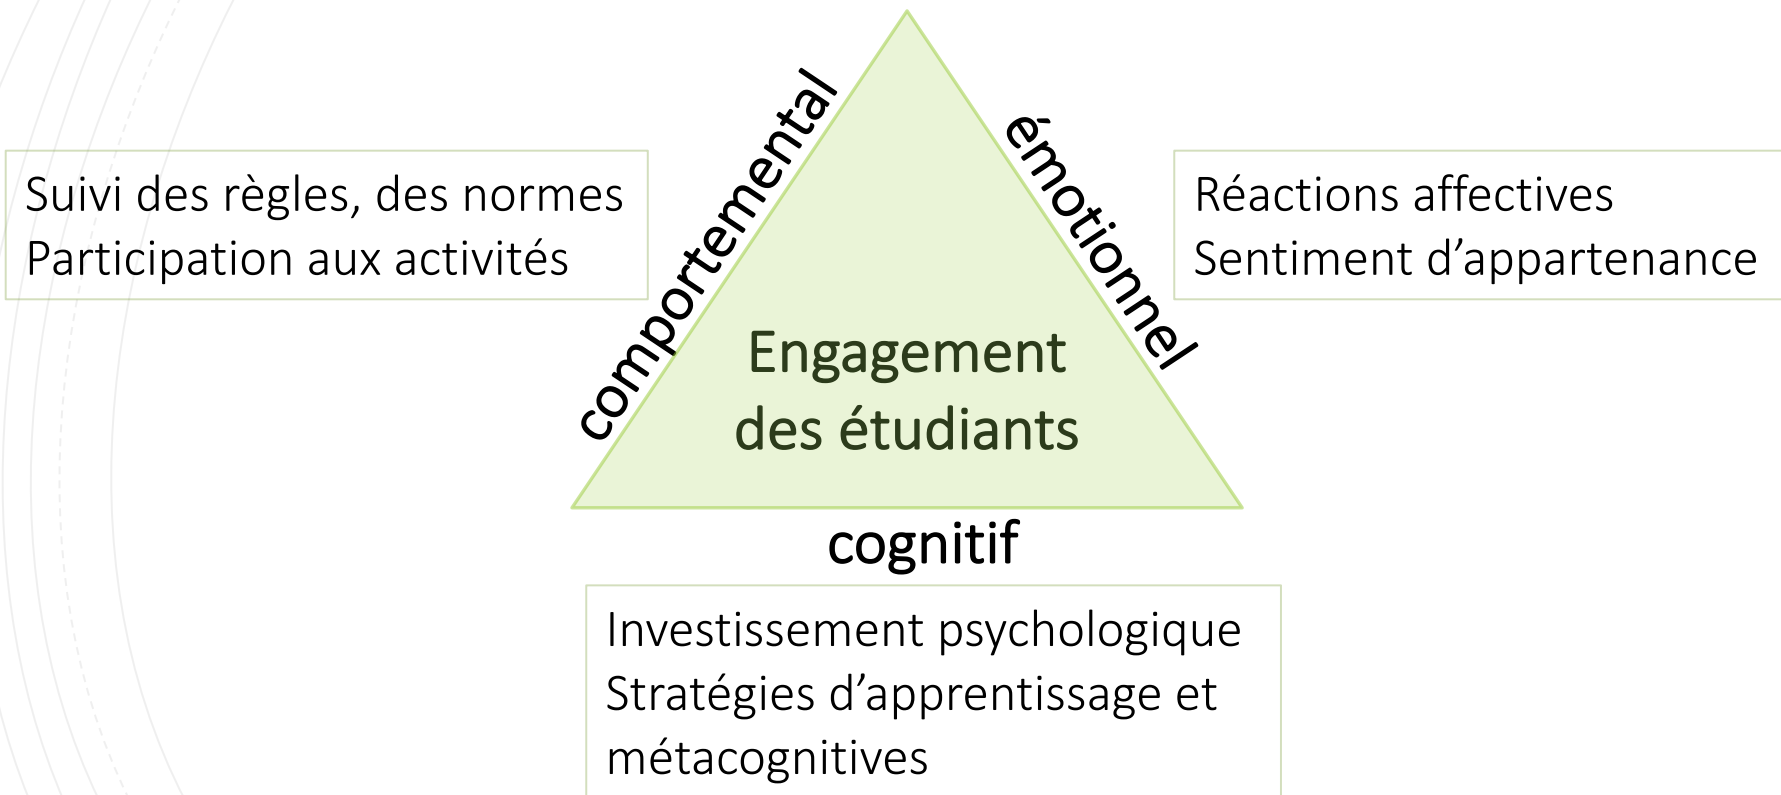 comportemental
émotionnel
Suivi des règles, des normes
Participation aux activités
Réactions affectives
Sentiment d’appartenance
Engagement
des étudiants
cognitif
Investissement psychologique
Stratégies d’apprentissage et
métacognitives